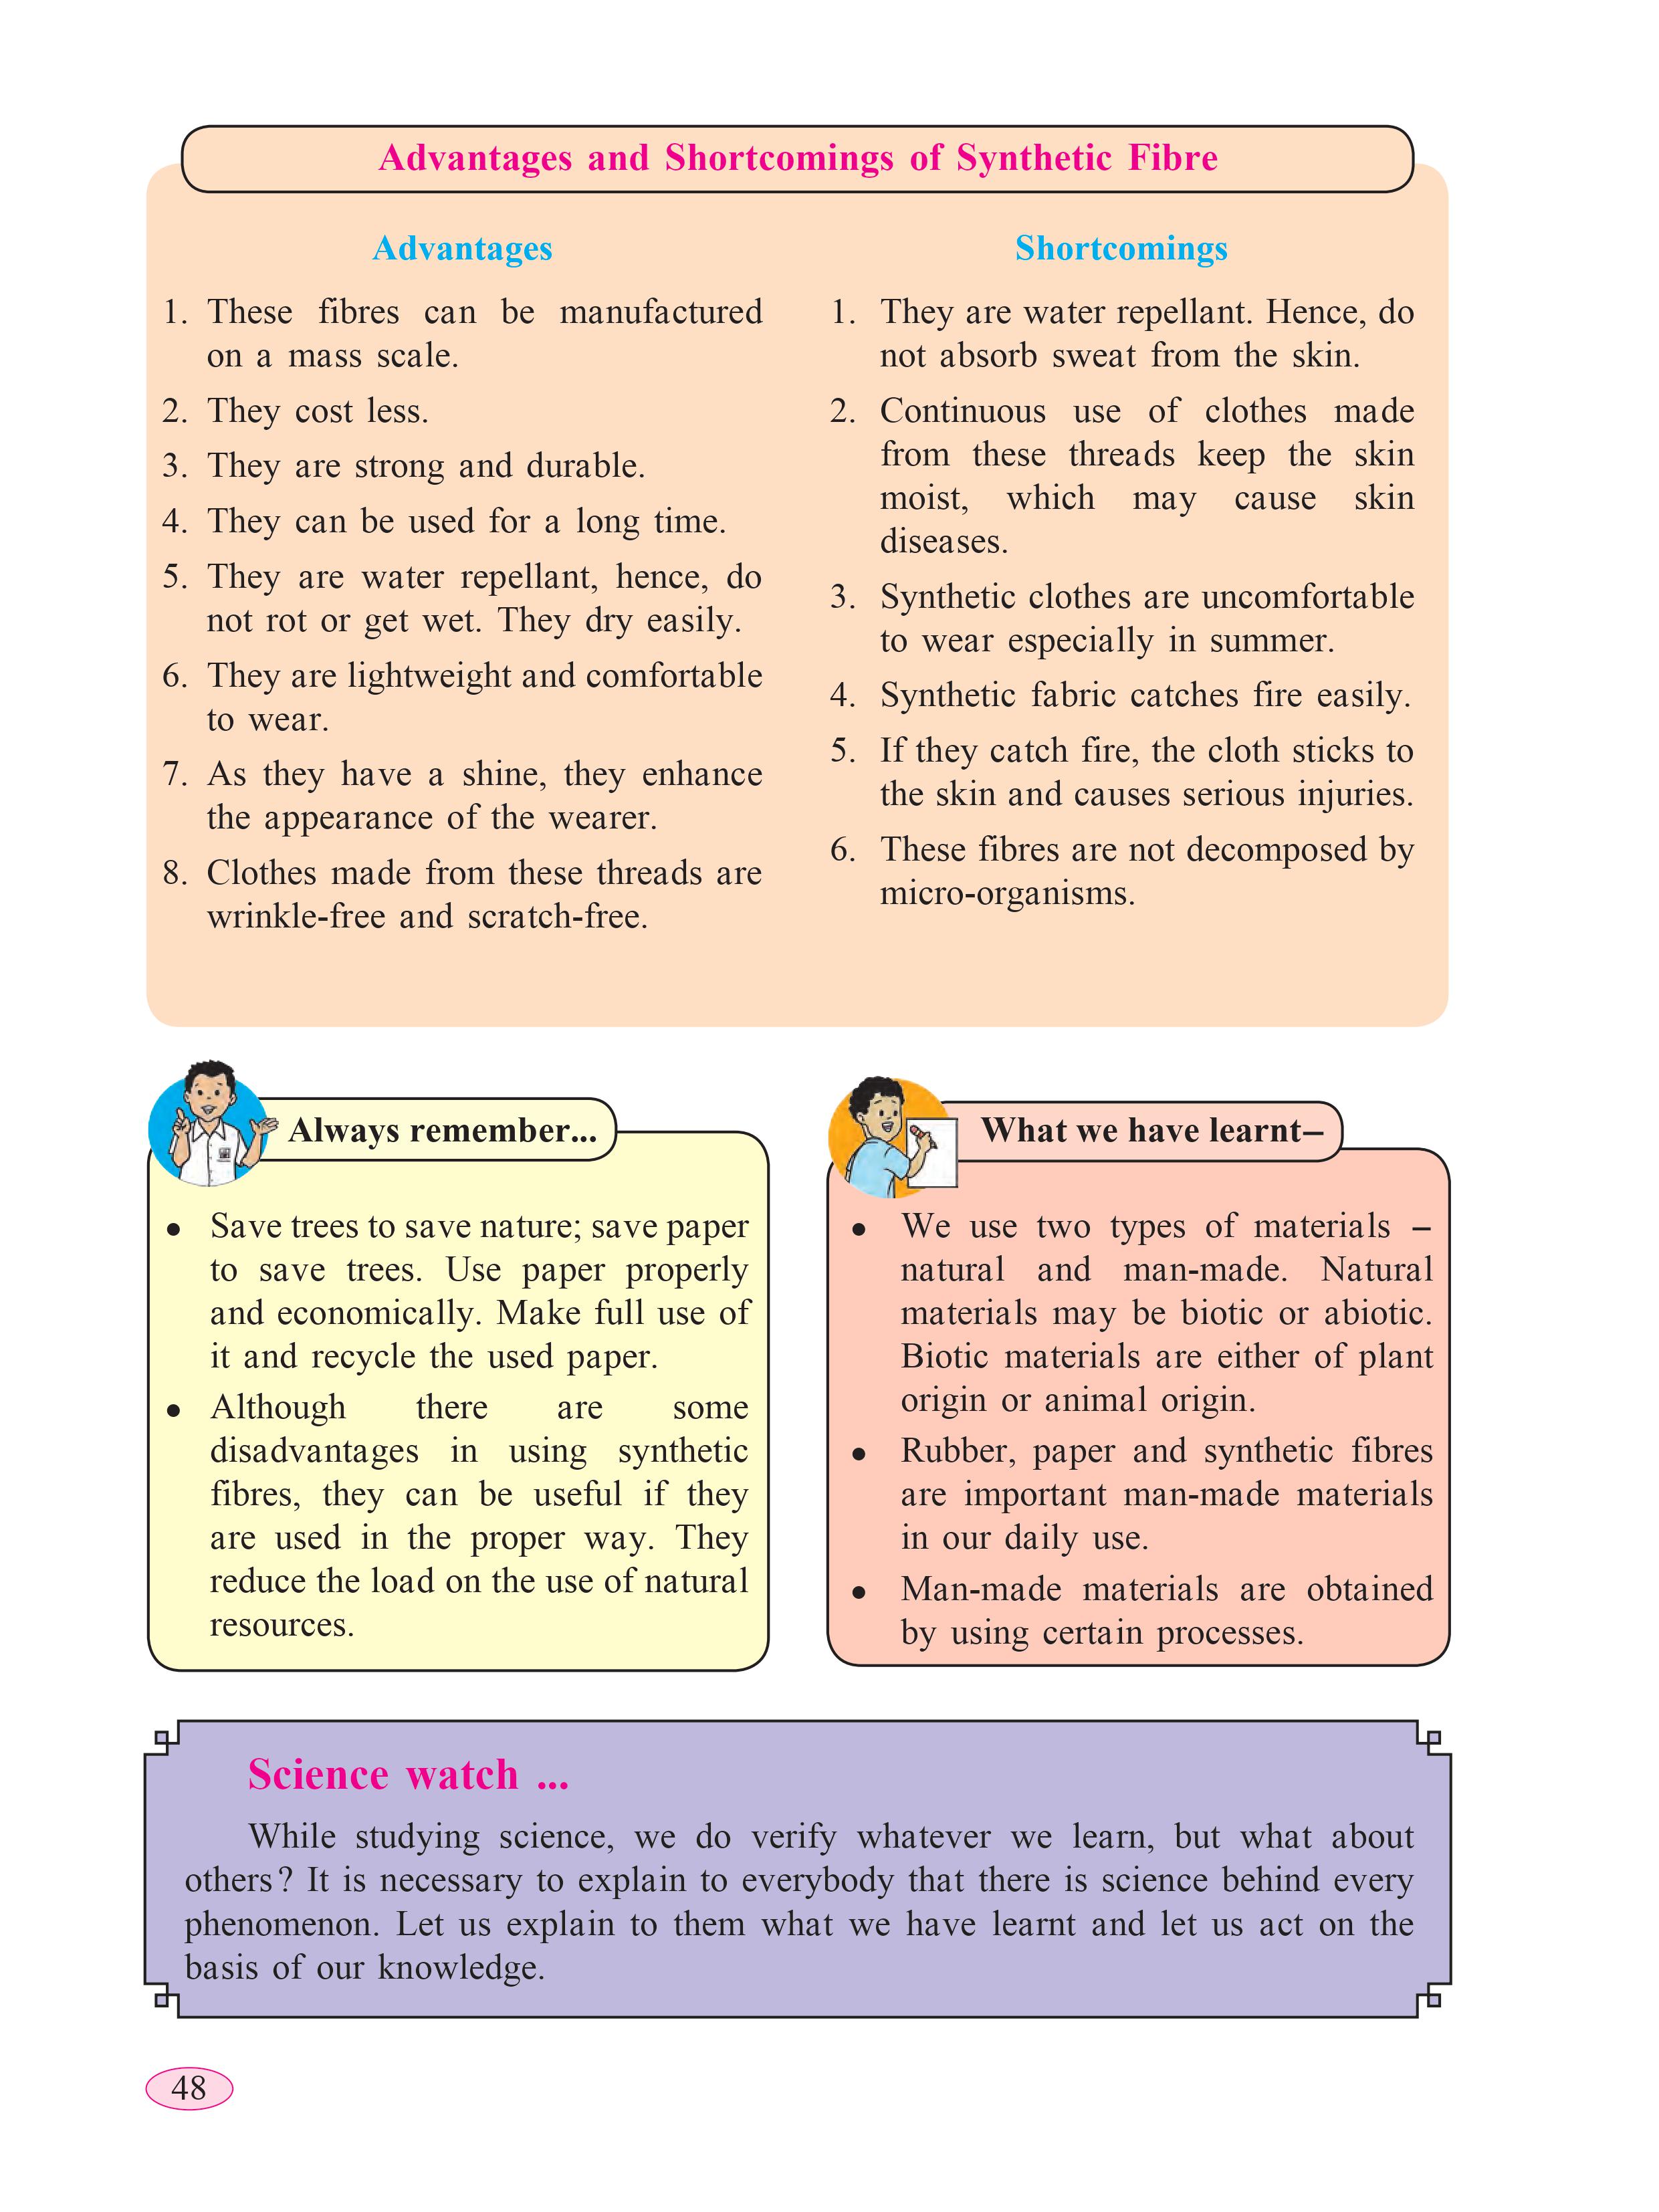 Advantages and Shortcomings of Synthetic Fibre
Advantages
1. These fibres can be manufactured
on a mass scale.
2. They cost less.
3. They are strong and durable.
4. They can be used for a long time.
5. They are water repellant, hence, do
not rot or get wet. They dry easily.
6. They are lightweight and comfortable
to wear.
7. As they have a shine, they enhance
the appearance of the wearer.
8. Clothes made from these threads are
wrinkle-free and scratch-free.
Shortcomings
1. They are water repellant. Hence, do
not absorb sweat from the skin.
2. Continuous use of clothes made
from these threads keep the skin
moist, which may cause skin
diseases.
3. Synthetic clothes are uncomfortable
to wear especially in summer.
4. Synthetic fabric catches fire easily.
5. If they catch fire, the cloth sticks to
the skin and causes serious injuries.
6. These fibres are not decomposed by
micro-organisms.
Always remember...
• Save trees to save nature; save paper
to save trees. Use paper properly
and economically. Make full use of
it and recycle the used paper.
• Although there are some
disadvantages in using synthetic
fibres, they can be useful if they
are used in the proper way. They
reduce the load on the use of natural
resources.
What we have learnt–
• We use two types of materials –
natural and man-made. Natural
materials may be biotic or abiotic.
Biotic materials are either of plant
origin or animal origin.
• Rubber, paper and synthetic fibres
are important man-made materials
in our daily use.
• Man-made materials are obtained
by using certain processes.
Science watch ...
While studying science, we do verify whatever we learn, but what about
others? It is necessary to explain to everybody that there is science behind every
phenomenon. Let us explain to them what we have learnt and let us act on the
basis of our knowledge.
48